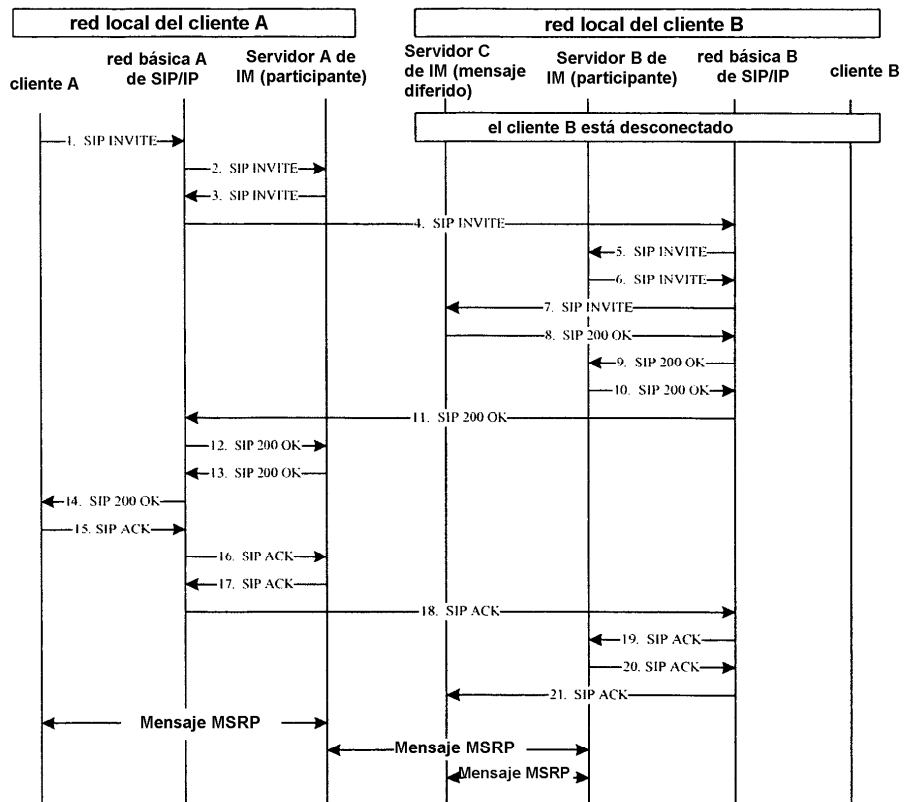 red local del cliente A
red local del cliente B
cliente A
red básica A
de SIP/IP
Servidor A de
IM (participante)
Servidor C
de IM (mensaje
diferido)
Servidor B de
IM (participante)
red básica B
de SIP/IP
cliente B
el cliente B está desconectado
1. SIP INVITE
2. SIP INVITE
3. SIP INVITE
4. SIP INVITE
5. SIP INVITE
6. SIP INVITE
7. SIP INVITE
8. SIP 200 OK
9. SIP 200 OK
10. SIP 200 OK
11. SIP 200 OK
12. SIP 200 OK
13. SIP 200 OK
14. SIP 200 OK
15. SIP ACK
16. SIP ACK
17. SIP ACK
18. SIP ACK
19. SIP ACK
20. SIP ACK
21. SIP ACK
Mensaje MSRP
Mensaje MSRP
Mensaje MSRP